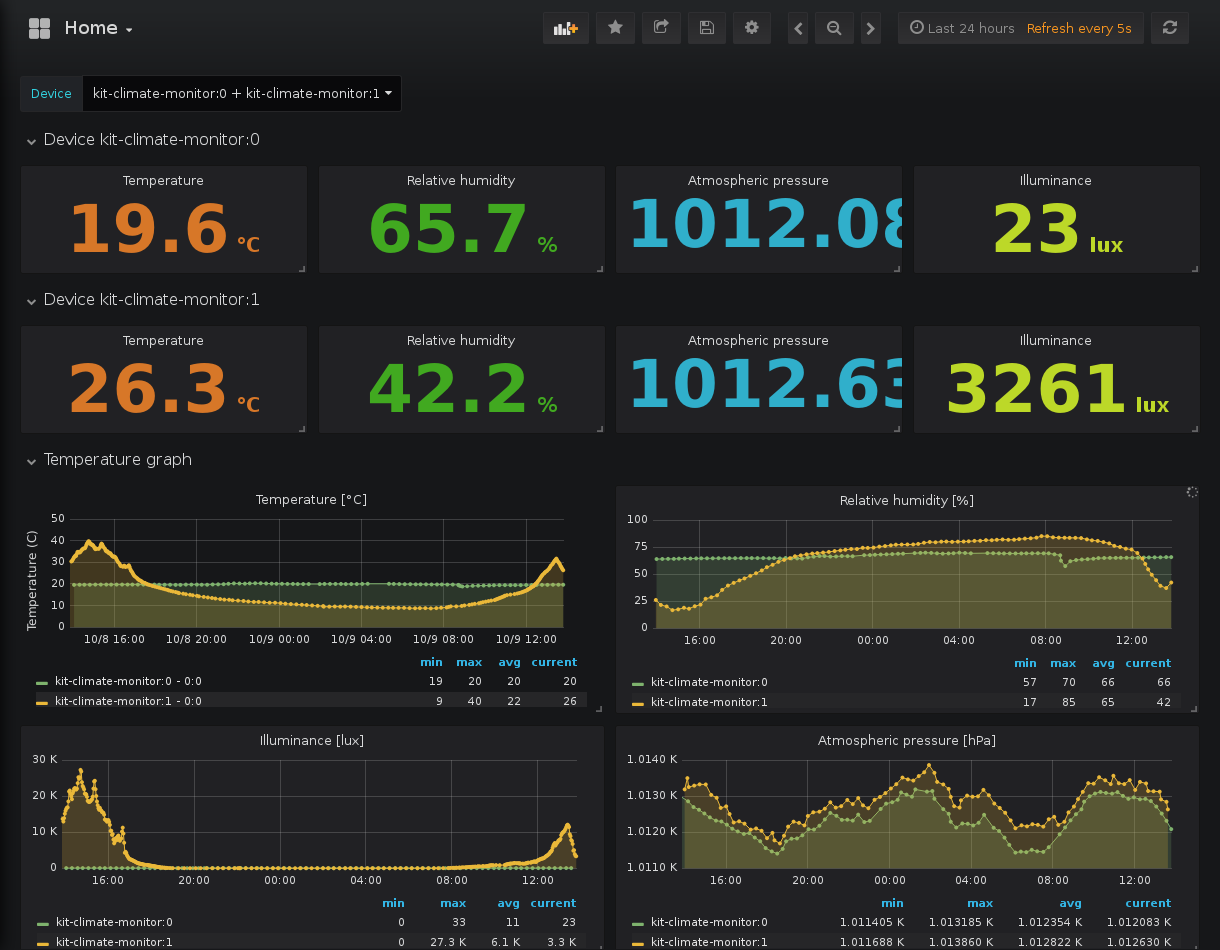 Home
Last 24 hours Refresh every 5s
Device kit-climate-monitor:0 + kit-climate-monitor:1
Device kit-climate-monitor:0
Temperature Relative humidity Atmospheric pressure Illuminance
19.6 °C 65.7 % 1012.08 23 lux
Device kit-climate-monitor:1
Temperature Relative humidity Atmospheric pressure Illuminance
26.3 °C 42.2 % 1012.63 3261 lux
Temperature graph
Temperature [°C]
Temperature (C)
50
40
30
20
10
0
10/8 16:00 10/8 20:00 10/9 00:00 10/9 04:00 10/9 08:00 10/9 12:00
min max avg current
kit-climate-monitor:0 - 0:0 19 20 20 20
kit-climate-monitor:1 - 0:0 9 40 22 26
Relative humidity [%]
100
75
50
25
0
16:00 20:00 00:00 04:00 08:00 12:00
min max avg current
kit-climate-monitor:0 57 70 66 66
kit-climate-monitor:1 17 85 65 42
Illuminance [lux]
30 K
20 K
10 K
0
16:00 20:00 00:00 04:00 08:00 12:00
min max avg current
kit-climate-monitor:0 0 33 11 23
kit-climate-monitor:1 0 27.3 K 6.1 K 3.3 K
Atmospheric pressure [hPa]
1.0140 K
1.0130 K
1.0120 K
1.0110 K
16:00 20:00 00:00 04:00 08:00 12:00
min max avg current
kit-climate-monitor:0 1.011405 K 1.013185 K 1.012354 K 1.012083 K
kit-climate-monitor:1 1.011688 K 1.013860 K 1.012822 K 1.012630 K